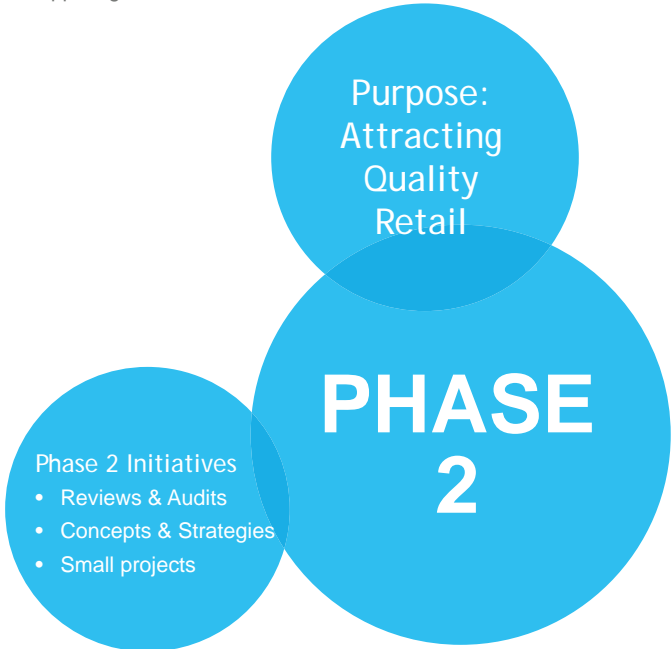 Purpose:
Attracting
Quality
Retail
PHASE
2
Phase 2 Initiatives
• Reviews & Audits
• Concepts & Strategies
• Small projects